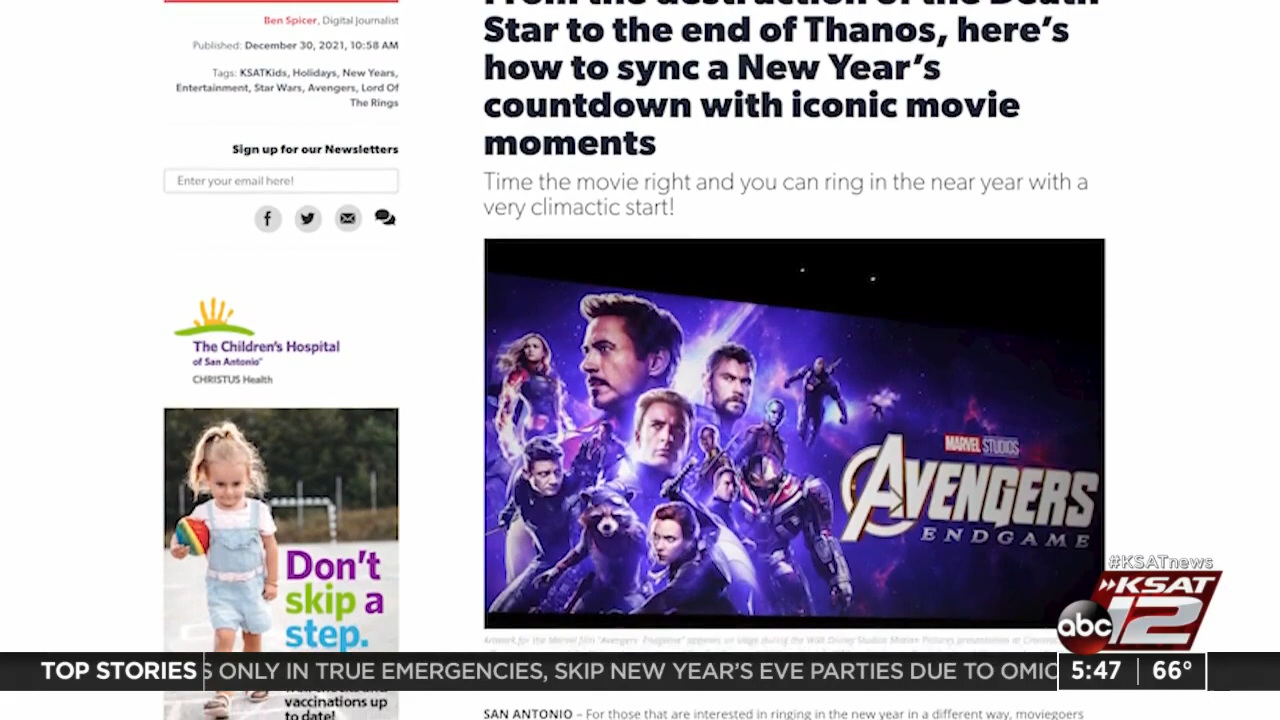 Ben Spicer, Digital Journalist
Published: December 30, 2021, 10:58 AM
Tags: KSATKids, Holidays, New Years,
Entertainment, Star Wars, Avengers, Lord Of
The Rings
Sign up for our Newsletters
Enter your email here!
The Children's Hospital
of San Antonio
CHRISTUS Health
Don't
skip a
step.
vaccinations up
to date!
From the destruction of the Death
Star to the end of Thanos, here's
how to sync a New Year's
countdown with iconic movie
moments
Time the movie right and you can ring in the near year with a
very climactic start!
MARVEL STUDIOS
AVENGERS
ENDGAME
#KSATnews
KSAT
abc 12
TOP STORIES
S ONLY IN TRUE EMERGENCIES, SKIP NEW YEAR'S EVE PARTIES DUE TO OMIC
5:47 66°
SAN ANTONIO – For those that are interested in ringing in the new year in a different way, moviegoers